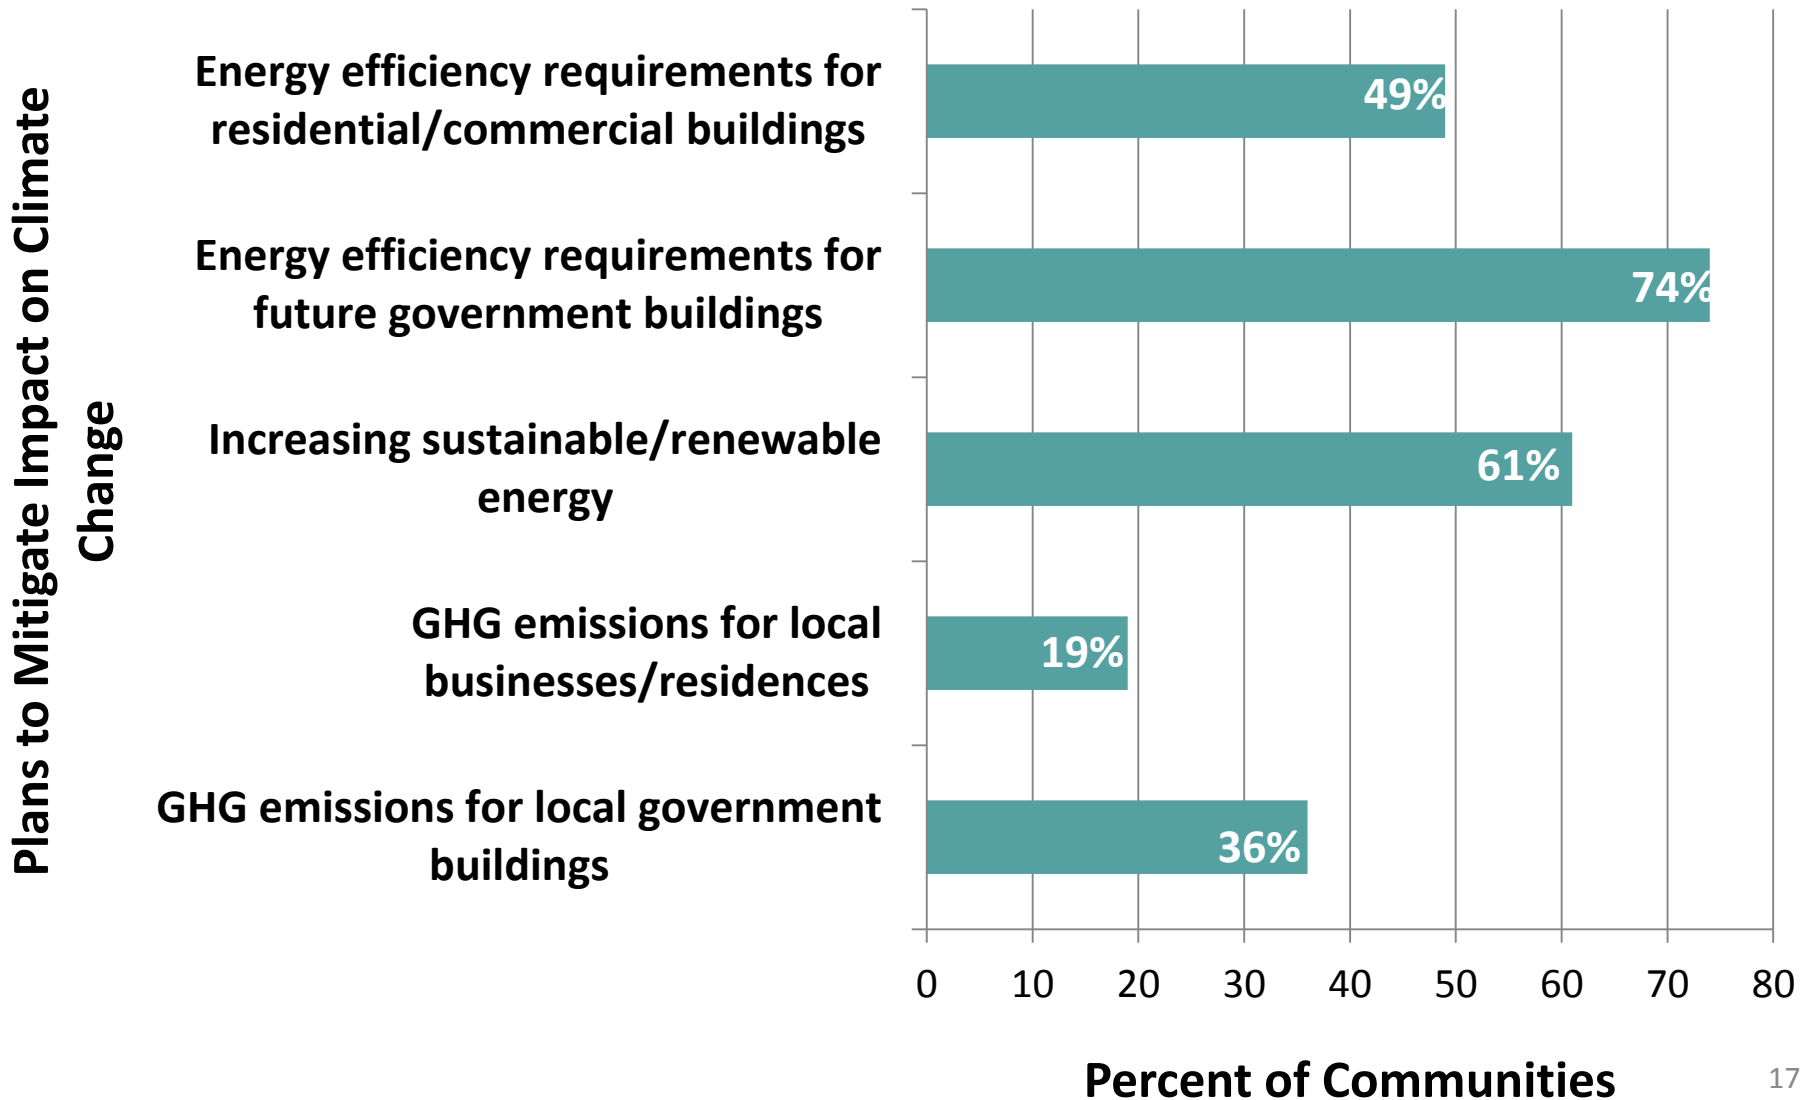 Plans to Mitigate Impact on Climate
Change
Energy efficiency requirements for
residential/commercial buildings
49%
Energy efficiency requirements for
future government buildings
74%
Increasing sustainable/renewable
energy
61%
GHG emissions for local
businesses/residences
19%
GHG emissions for local government
buildings
36%
0 10 20 30 40 50 60 70 80
Percent of Communities
17